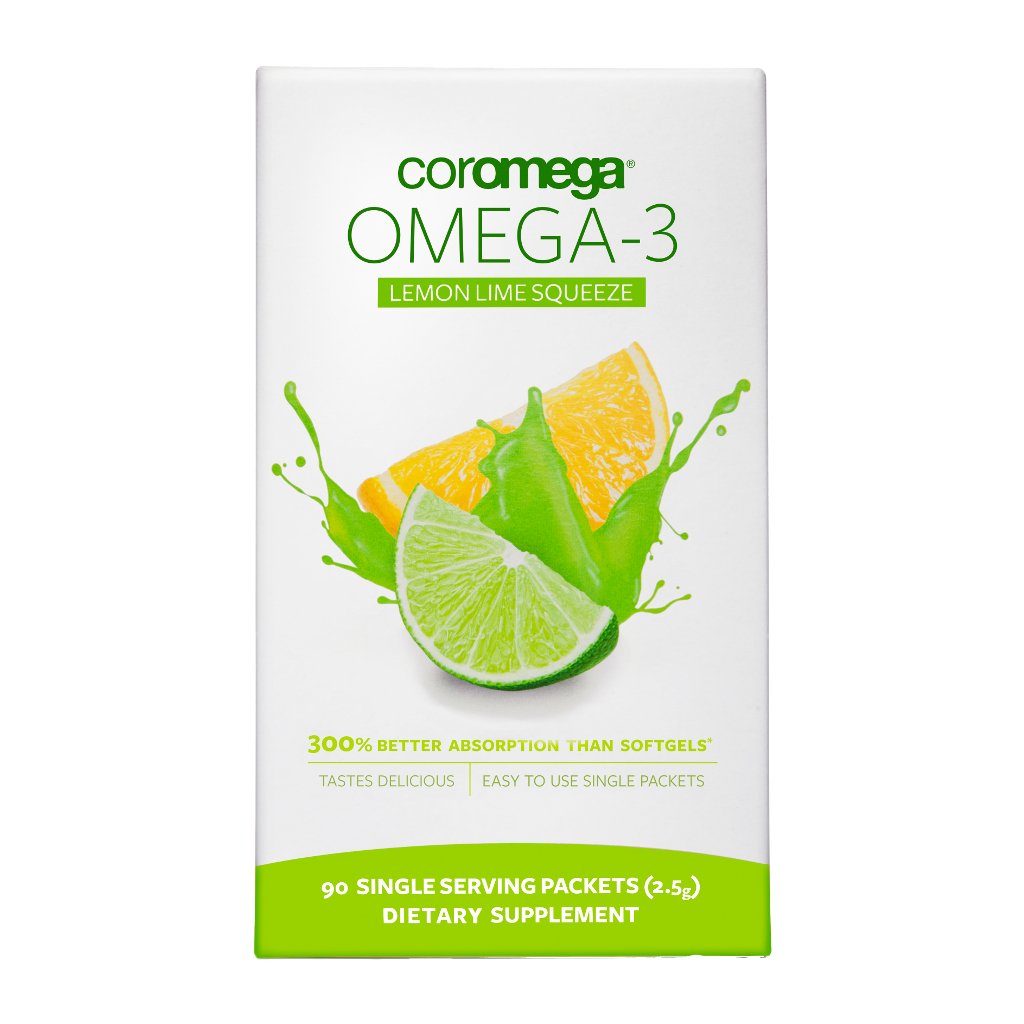 coromega®
OMEGA-3
LEMON LIME SQUEEZE
300% BETTER ABSORPTION THAN SOFTGELS*
TASTES DELICIOUS | EASY TO USE SINGLE PACKETS
90 SINGLE SERVING PACKETS (2.5g)
DIETARY SUPPLEMENT